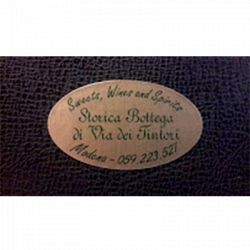 Sweets, Wines and Spirits
Storica Bottega
di Via dei Tintori
Modena - 059.223.521